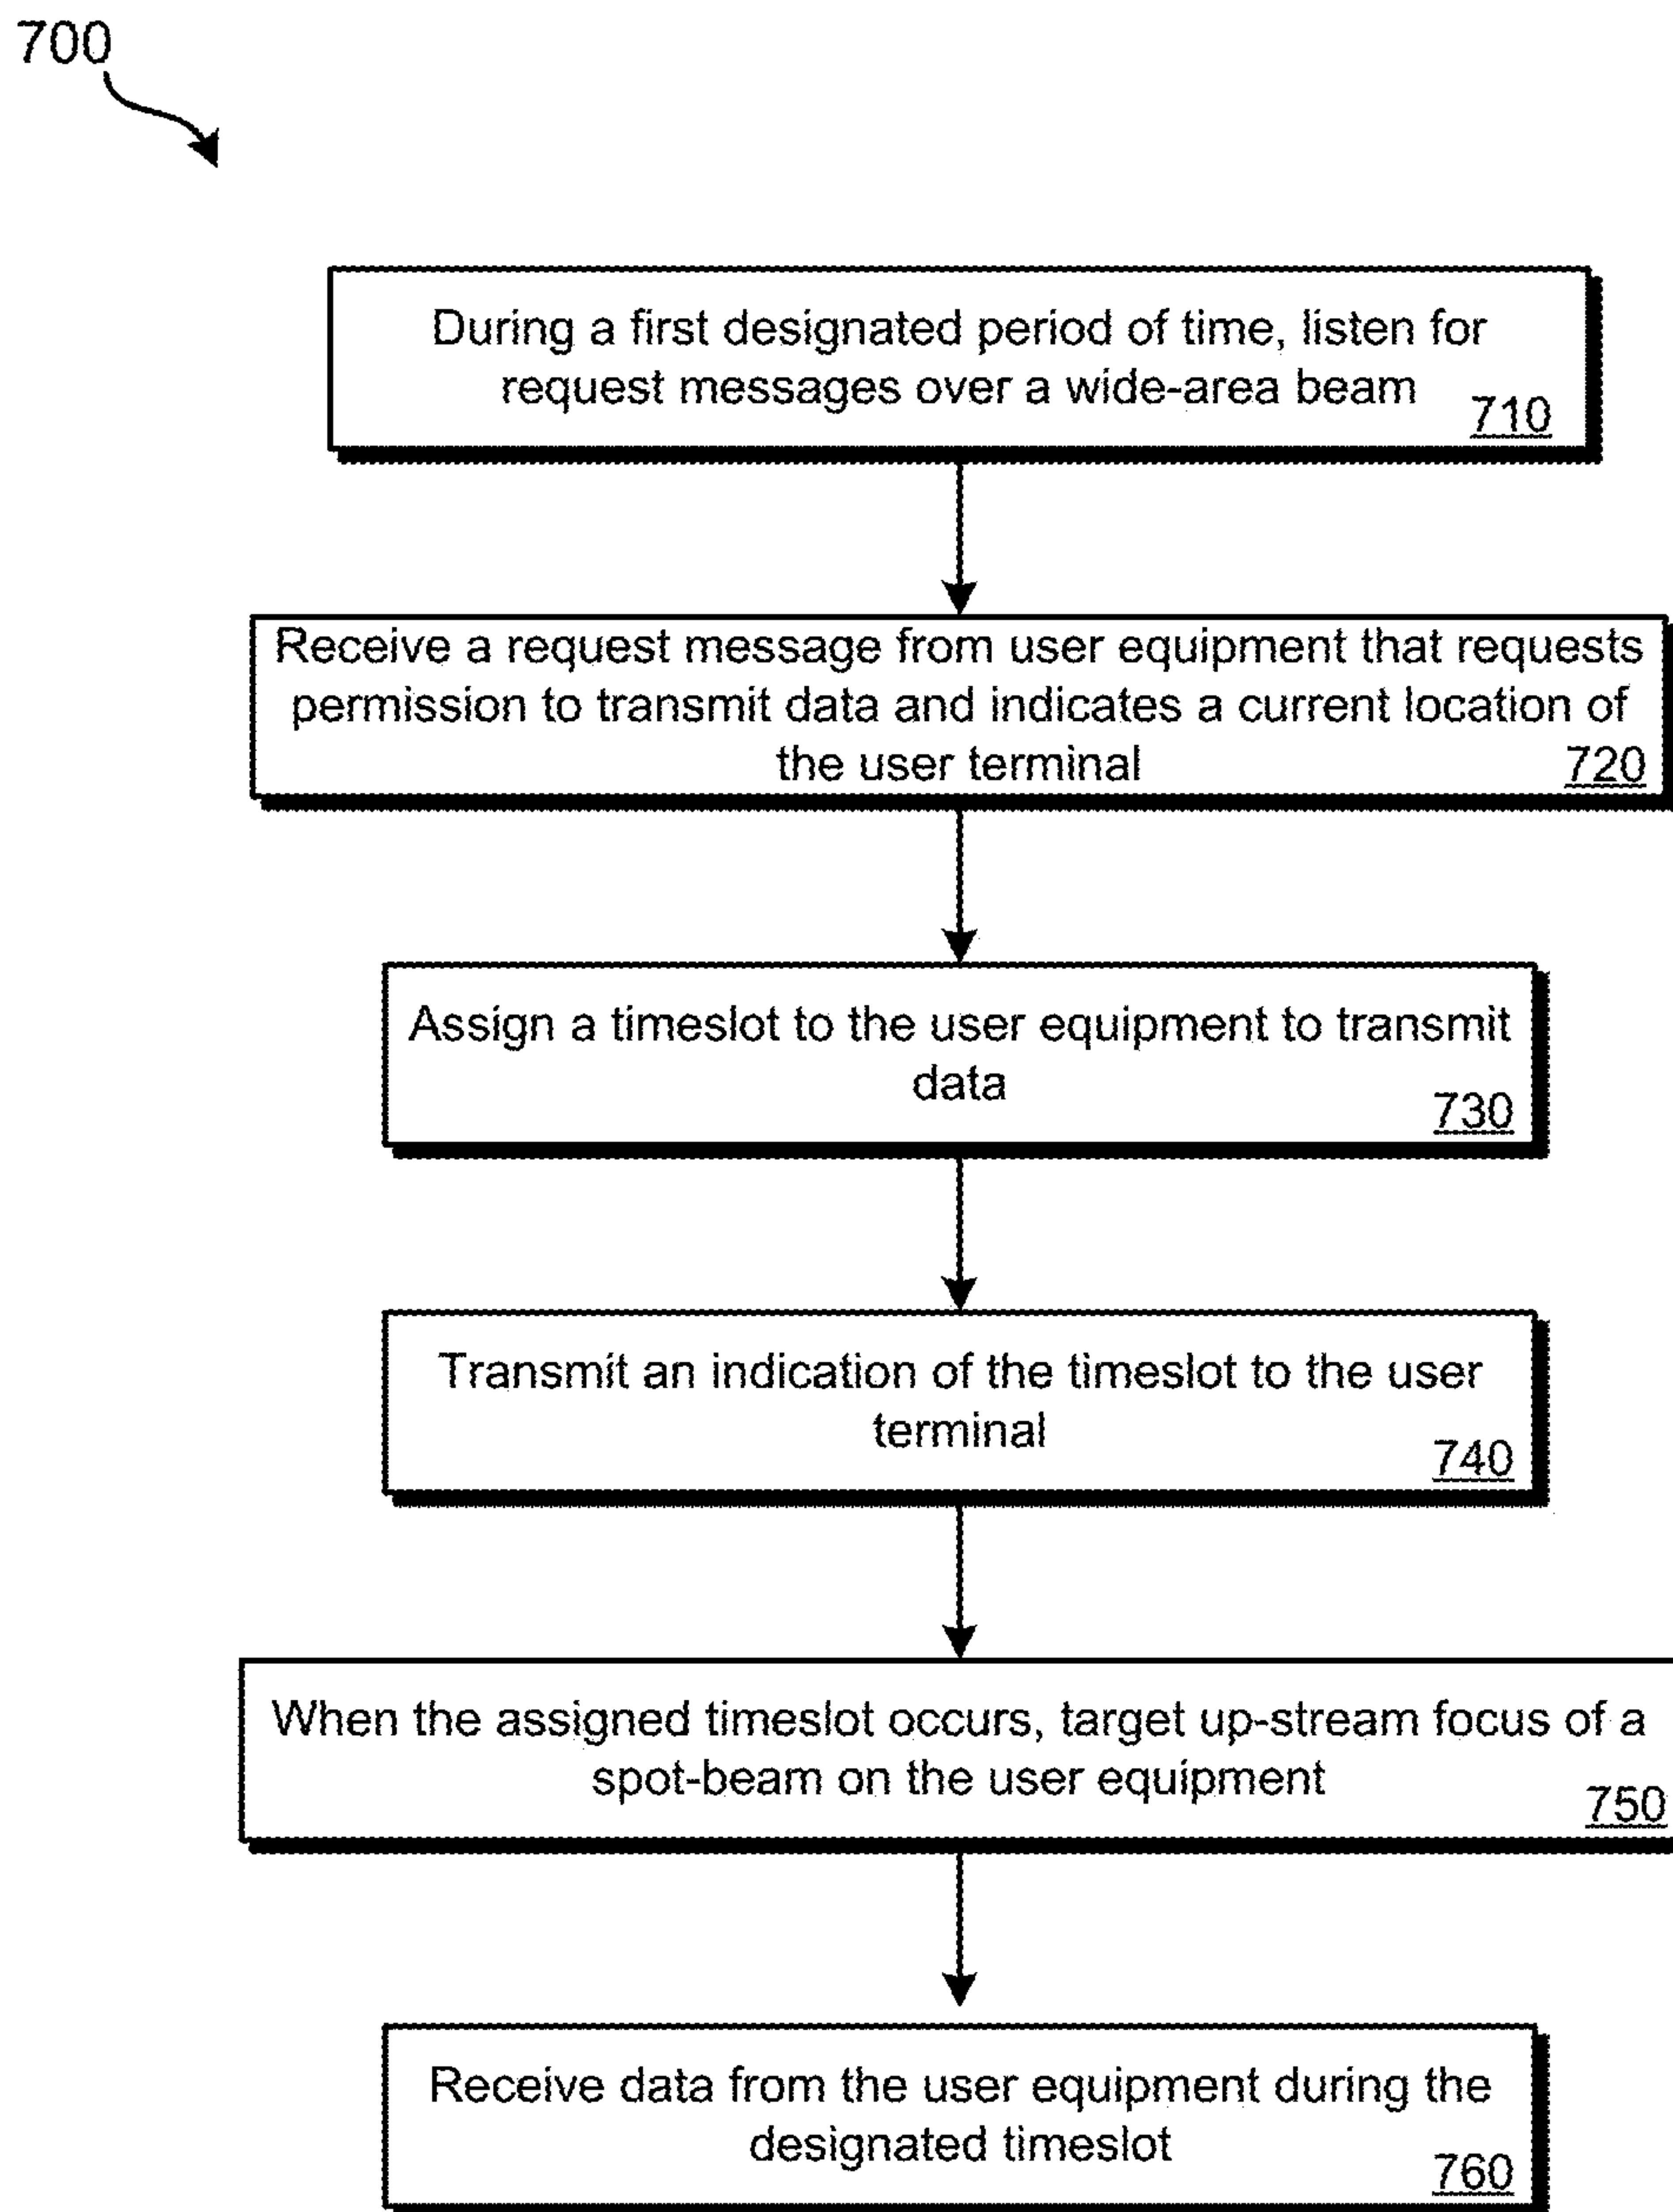 700
During a first designated period of time, listen for
request messages over a wide-area beam
710
Receive a request message from user equipment that requests
permission to transmit data and indicates a current location of
the user terminal
720
Assign a timeslot to the user equipment to transmit
data
730
Transmit an indication of the timeslot to the user
terminal
740
When the assigned timeslot occurs, target up-stream focus of a
spot-beam on the user equipment
750
Receive data from the user equipment during the
designated timeslot
760